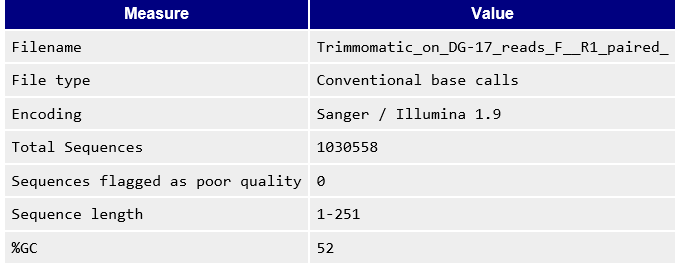 Measure Value
Filename Trimmomatic_on_DG-17_reads_F__R1_paired_
File type Conventional base calls
Encoding Sanger / Illumina 1.9
Total Sequences 1030558
Sequences flagged as poor quality 0
Sequence length 1-251
%GC 52